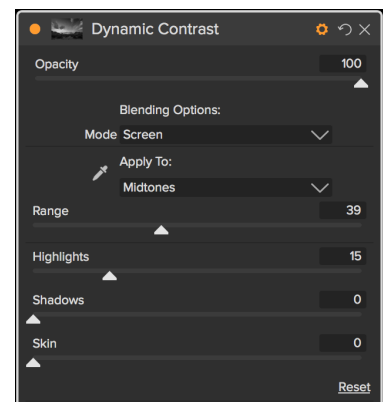 Dynamic Contrast
Opacity 100
Blending Options:
Mode Screen
Apply To:
Midtones
Range 39
Highlights 15
Shadows 0
Skin 0
Reset